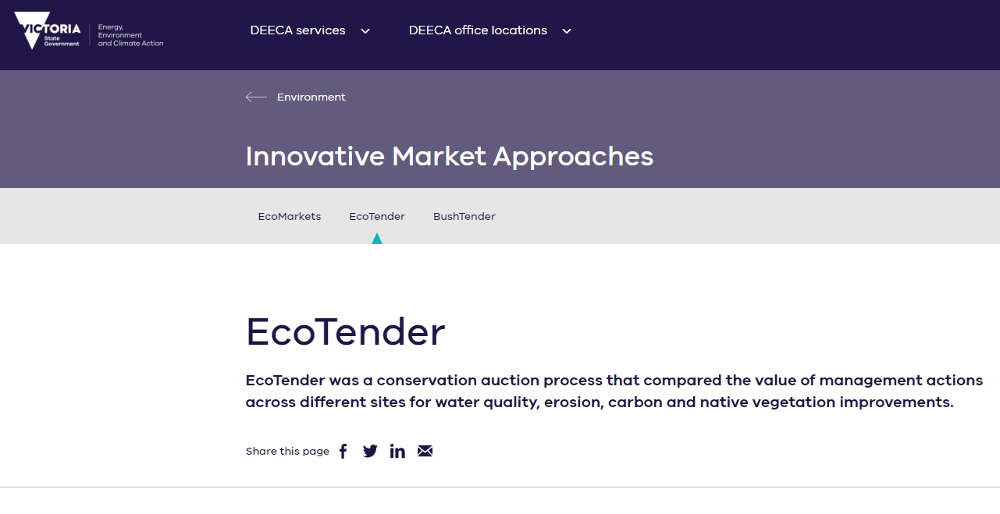 VICTORIA
State
Government
Energy,
Environment
and Climate Action
DEECA services
DEECA office locations
Environment
Innovative Market Approaches
EcoMarkets
EcoTender
BushTender
EcoTender
EcoTender was a conservation auction process that compared the value of management actions
across different sites for water quality, erosion, carbon and native vegetation improvements.
Share this page